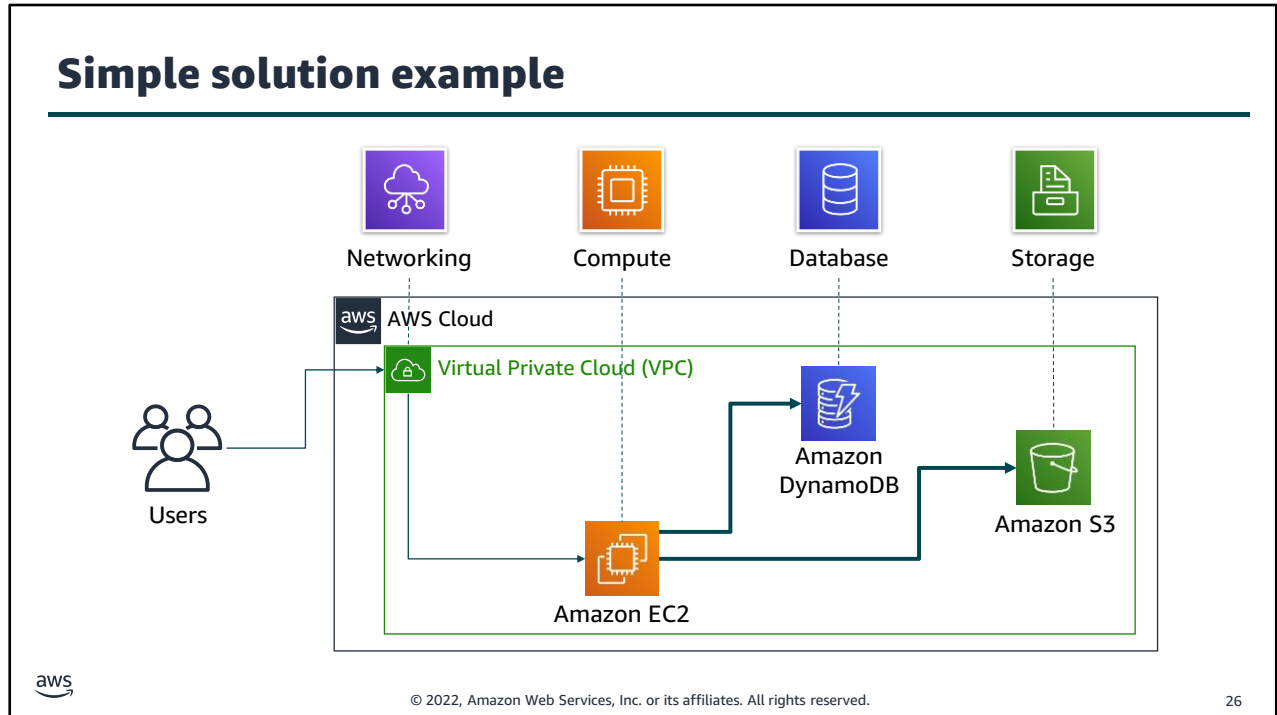 Simple solution example
Networking
Compute
Database
Storage
aws
AWS Cloud
Virtual Private Cloud (VPC)
Users
Amazon
DynamoDB
Amazon S3
Amazon EC2
aws
© 2022, Amazon Web Services, Inc. or its affiliates. All rights reserved.
26